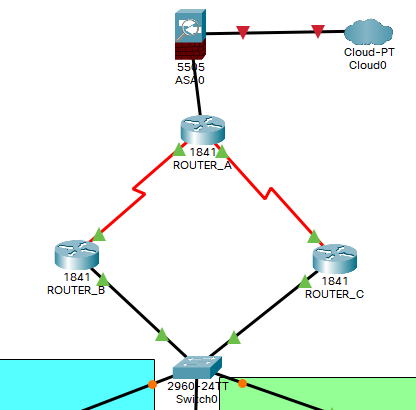 5505
ASA0
Cloud-PT
Cloud0
1841
ROUTER_A
1841
ROUTER_B
1841
ROUTER_C
2960-24TT
Switch0